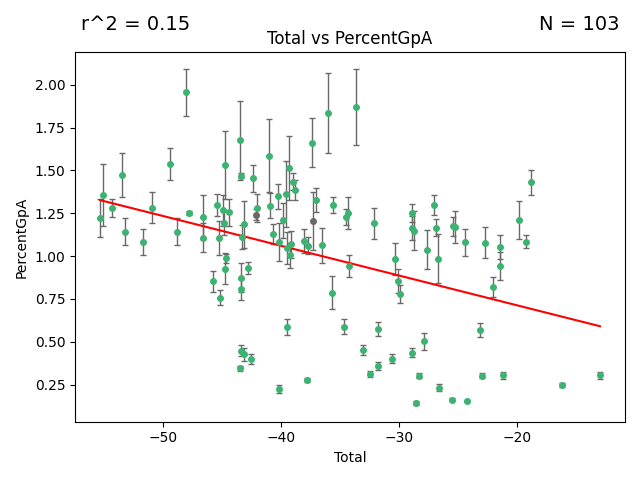 r^2 = 0.15
N = 103
Total vs PercentGpA
PercentGpA
2.00
1.75
1.50
1.25
1.00
0.75
0.50
0.25
−50
−40
−30
−20
Total